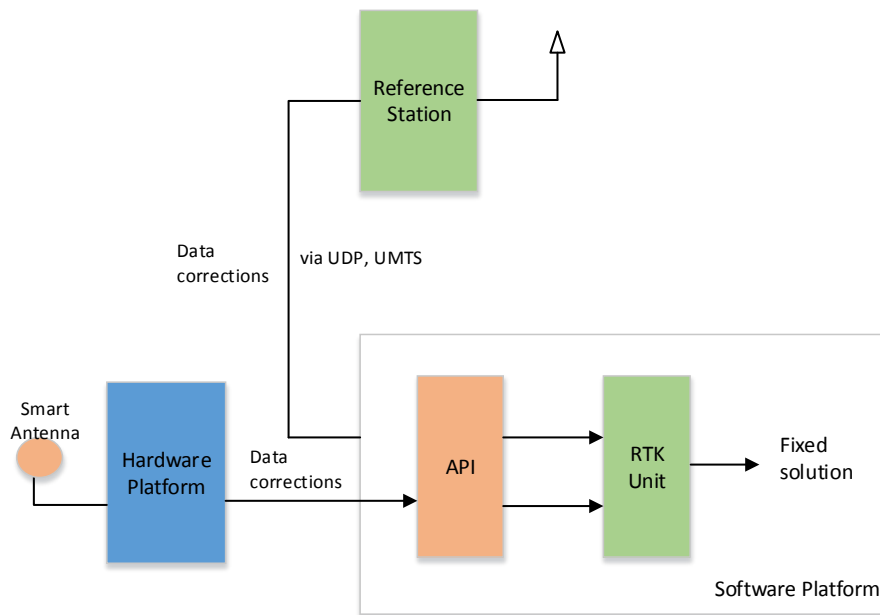 Reference
Station
Data
corrections
via UDP, UMTS
Smart
Antenna
Hardware
Platform
Data
corrections
API
RTK
Unit
Fixed
solution
Software Platform